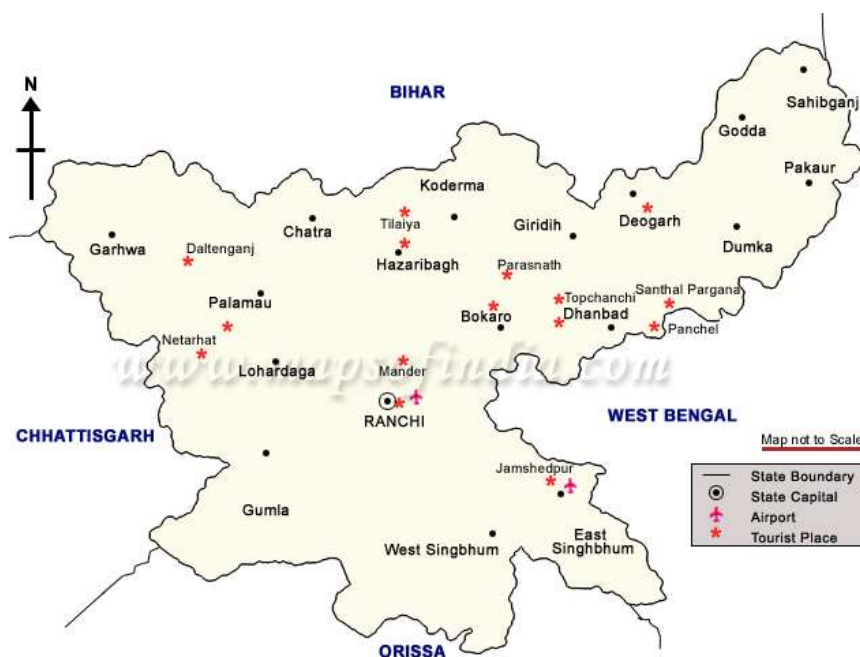 N
BIHAR
Sahibganj
Godda
Pakaur
Koderma
Deogarh
Tilaiya
Chatra
Giridih
Dumka
Garhwa
Daltenganj
Hazaribagh
Parasnath
Palamau
Santhal Pargana
Topchanchi
Bokaro
Dhanbad
Panchel
Netarhat
www.mapsofindia.com
Lohardaga
Mander
RANCHI
WEST BENGAL
CHHATTISGARH
Map not to Scale
Jamshedpur
State Boundary
State Capital
Airport
Tourist Place
Gumla
West Singbhum
East
Singhbhum
ORISSA